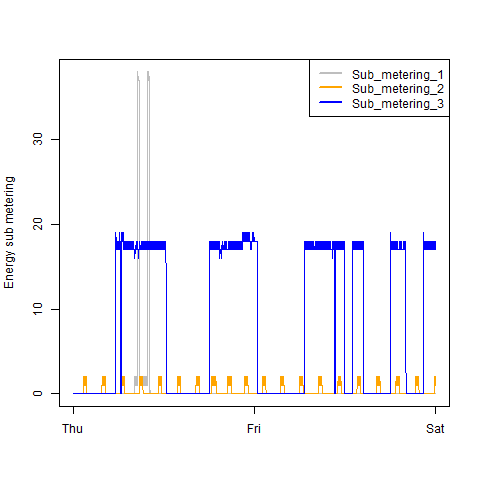 Sub_metering_1
Sub_metering_2
Sub_metering_3
Energy sub metering
30
20
10
0
Thu Fri Sat